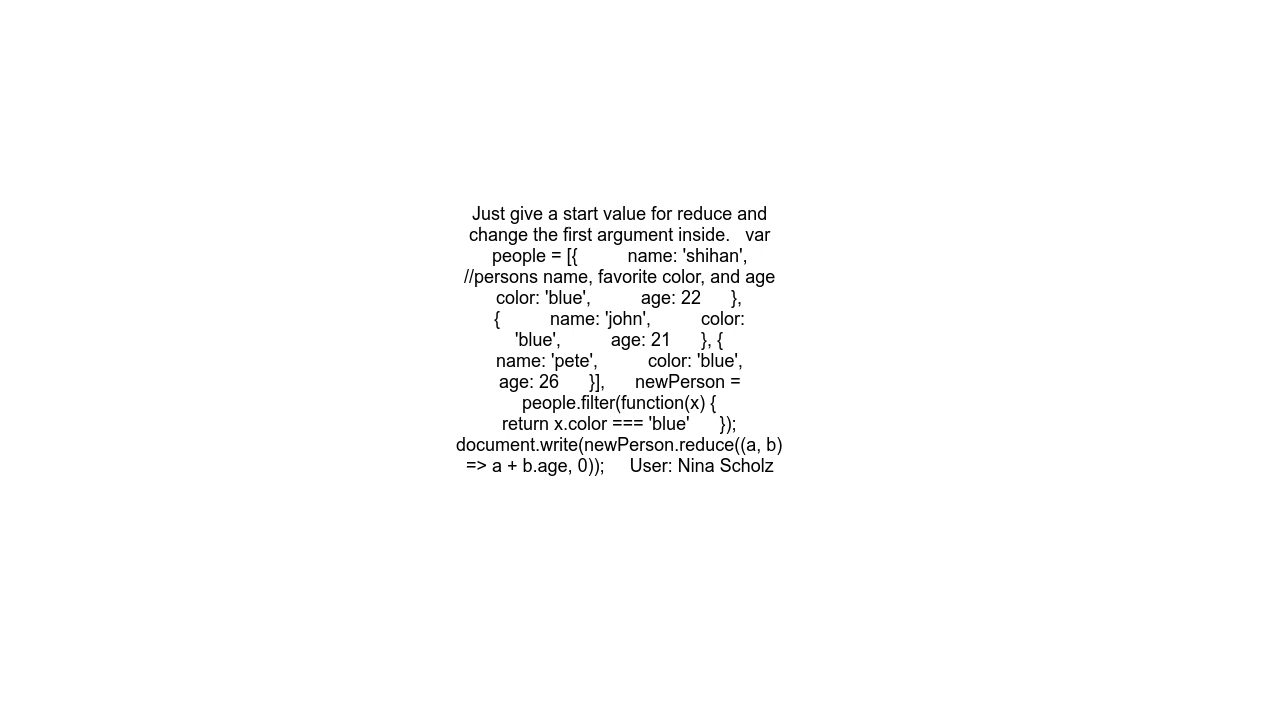 Just give a start value for reduce and
change the first argument inside.   var
people = [{          name: 'shihan',
//persons name, favorite color, and age
color: 'blue',          age: 22      },
{          name: 'john',          color:
'blue',          age: 21      }, {
name: 'pete',          color: 'blue',
age: 26      }],      newPerson =
people.filter(function(x) {
return x.color === 'blue'      });
document.write(newPerson.reduce((a, b)
=> a + b.age, 0));     User: Nina Scholz